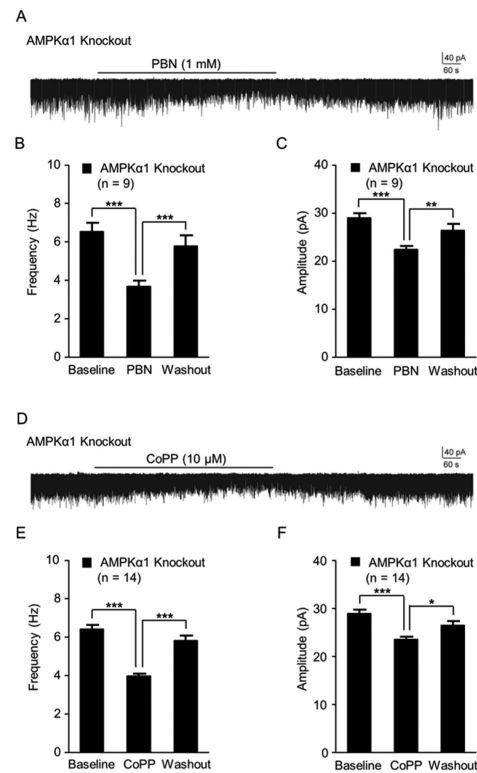 A
AMPKα1 Knockout
PBN (1 mM)
40 pA
60 s
B
10
8
6
4
2
0
Frequency (Hz)
AMPKα1 Knockout
(n = 9)
***
***
Baseline PBN Washout
C
40
30
20
10
0
Amplitude (pA)
AMPKα1 Knockout
(n = 9)
***
**
Baseline PBN Washout
D
AMPKα1 Knockout
CoPP (10 µM)
40 pA
60 s
E
10
8
6
4
2
0
Frequency (Hz)
AMPKα1 Knockout
(n = 14)
***
***
Baseline CoPP Washout
F
40
30
20
10
0
Amplitude (pA)
AMPKα1 Knockout
(n = 14)
***
*
Baseline CoPP Washout